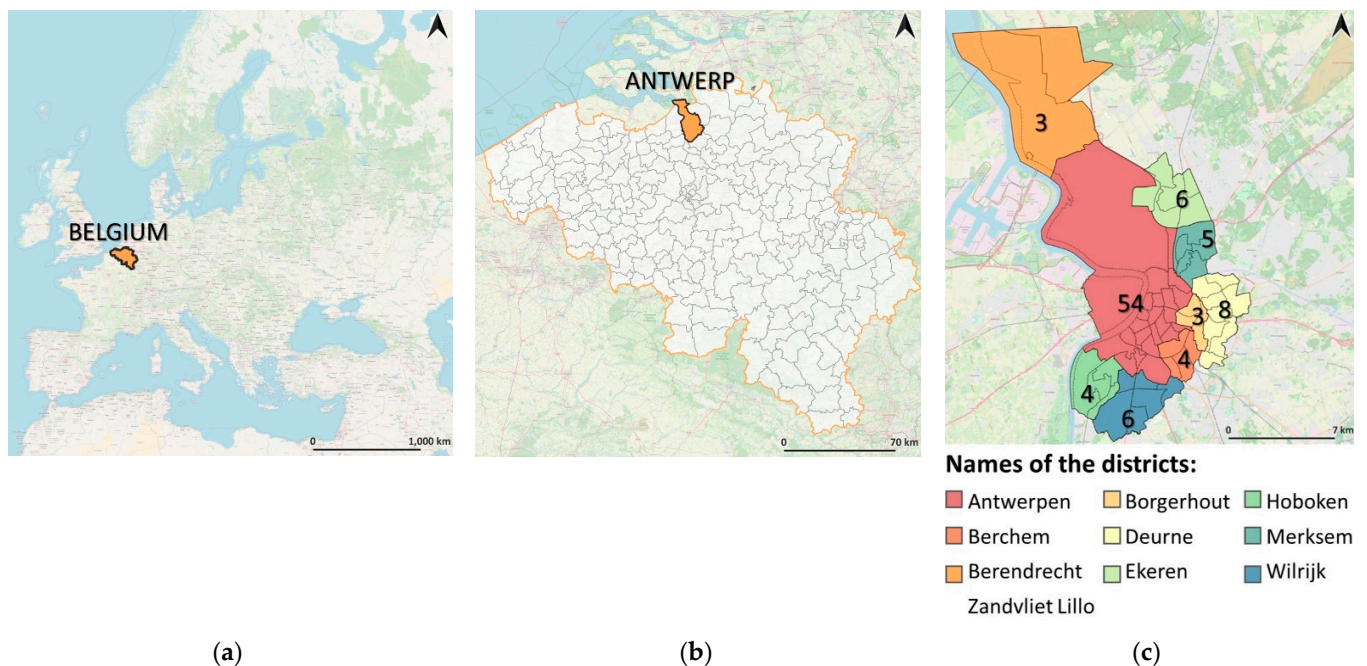 BELGIUM
0 1,000 km
ANTWERP
0 70 km
3
6
5
54
3
8
4
4
6
0 7 km
Names of the districts:
Antwerpen Borgerhout Hoboken
Berchem Deurne Merksem
Berendrecht Ekeren Wilrijk
Zandvliet Lillo
(a) (b) (c)